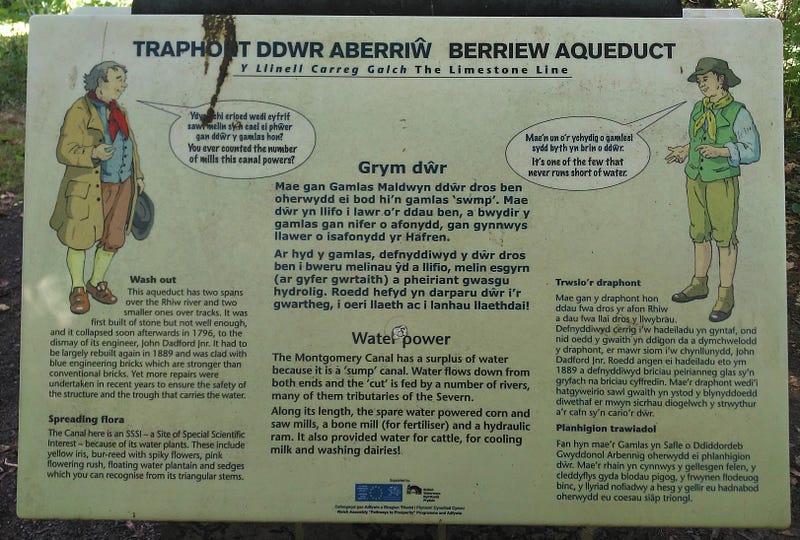 TRAPHONT DDWR ABERRIŴ BERRIEW AQUEDUCT
Y Llinell Carreg Galch The Limestone Line
Ydych chi erioed wedi cyfrif
sawl melin sy'n cael ei phŵer
gan ddŵr y gamlas hon?
You ever counted the number
of mills this canal powers?
Mae'n un o'r ychydig o gamlesi
sydd byth yn brin o ddŵr.
It's one of the few that
never runs short of water.
Grym dŵr
Mae gan Gamlas Maldwyn ddŵr dros ben
oherwydd ei bod hi'n gamlas 'swmp'. Mae
dŵr yn llifo i lawr o'r ddau ben, a bwydir y
gamlas gan nifer o afonydd, gan gynnwys
llawer o isafonydd yr Hafren.
Ar hyd y gamlas, defnyddiwyd y dŵr dros
ben i bweru melinau ŷd a llifio, melin esgyrn
(ar gyfer gwrtaith) a pheiriant gwasgu
hydrolig. Roedd hefyd yn darparu dŵr i'r
gwartheg, i oeri llaeth ac i lanhau llaethdai!
Water power
The Montgomery Canal has a surplus of water
because it is a 'sump' canal. Water flows down from
both ends and the 'cut' is fed by a number of rivers,
many of them tributaries of the Severn.
Along its length, the spare water powered corn and
saw mills, a bone mill (for fertiliser) and a hydraulic
ram. It also provided water for cattle, for cooling
milk and washing dairies!
Wash out
This aqueduct has two spans
over the Rhiw river and two
smaller ones over tracks. It was
first built of stone but not well enough,
and it collapsed soon afterwards in 1796, to the
dismay of its engineer, John Dadford Jnr. It had to
be largely rebuilt again in 1889 and was clad with
blue engineering bricks which are stronger than
conventional bricks. Yet more repairs were
undertaken in recent years to ensure the safety of
the structure and the trough that carries the water.
Spreading flora
The Canal here is an SSSI – a Site of Special Scientific
Interest – because of its water plants. These include
yellow iris, bur-reed with spiky flowers, pink
flowering rush, floating water plantain and sedges
which you can recognise from its triangular stems.
Trwsio'r draphont
Mae gan y draphont hon
ddau fwa dros yr afon Rhiw
a dau fwa llai dros y llwybrau.
Defnyddiwyd cerrig i'w hadeiladu yn gyntaf, ond
nid oedd y gwaith yn ddigon da a dymchwelodd
y draphont, er mawr siom i'w chynllunydd, John
Dadford Jnr. Roedd angen ei hadeiladu eto ym
1889 a defnyddiwyd briciau peirianneg glas sy'n
gryfach na briciau cyffredin. Mae'r draphont wedi'i
hatgyweirio sawl gwaith yn ystod y blynyddoedd
diwethaf er mwyn sicrhau diogelwch y strwythur
a'r cafn sy'n cario'r dŵr.
Planhigion trawiadol
Fan hyn mae'r Gamlas yn Safle o Ddiddordeb
Gwyddonol Arbennig oherwydd ei phlanhigion
dŵr. Mae'r rhain yn cynnwys y gellesgen felen, y
cleddyflys gyda blodau pigog, y frwynen flodeuog
binc, y llyriad nofiadwy a hesg y gellir eu hadnabod
oherwydd eu coesau siâp triongl.
Supported by
Welsh Assembly "Pathways to Prosperity" Programme and Adfywio